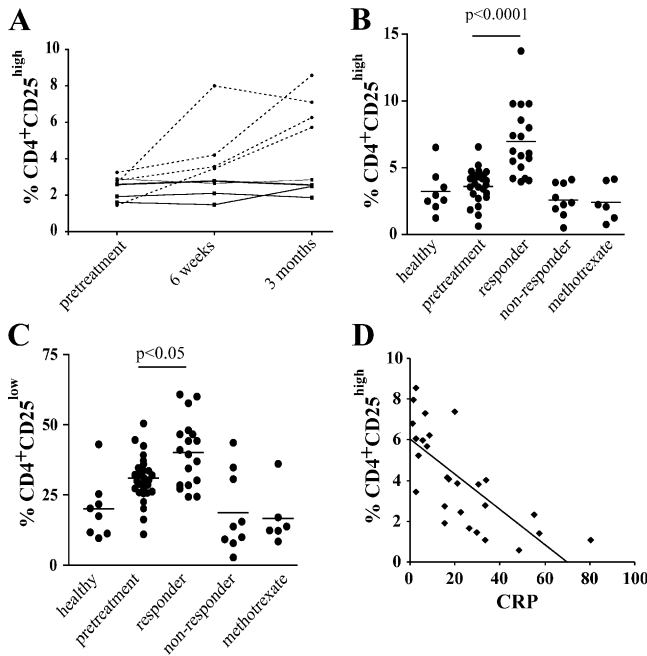 A
% CD4+CD25high
10
8
6
4
2
0
pretreatment
6 weeks
3 months
B
p<0.0001
% CD4+CD25high
15
10
5
0
healthy
pretreatment
responder
non-responder
methotrexate
C
p<0.05
% CD4+CD25low
75
50
25
0
healthy
pretreatment
responder
non-responder
methotrexate
D
% CD4+CD25high
10
8
6
4
2
0
0
20
40
60
80
100
CRP